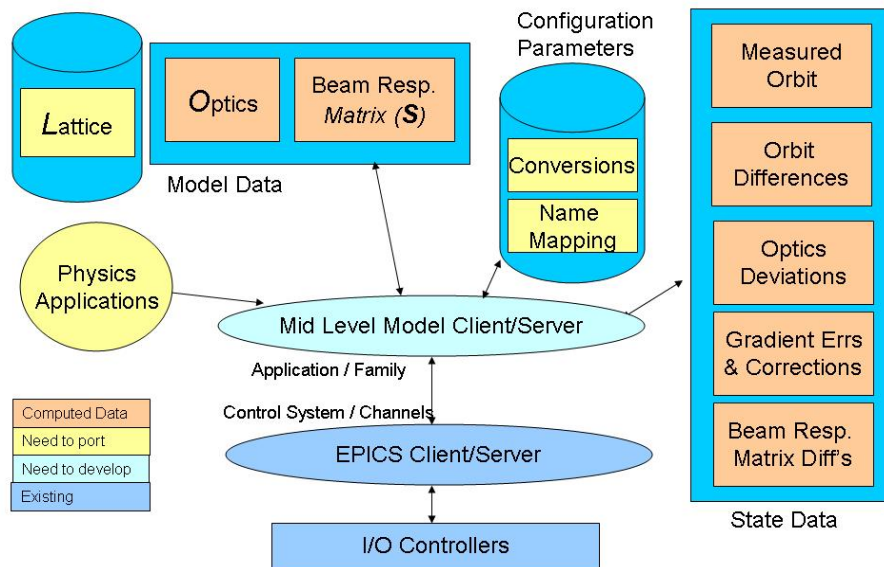 Configuration
Parameters
Lattice
Optics
Beam Resp.
Matrix (S)
Model Data
Conversions
Name
Mapping
Measured
Orbit
Orbit
Differences
Optics
Deviations
Gradient Errs
& Corrections
Beam Resp.
Matrix Diff's
State Data
Physics
Applications
Mid Level Model Client/Server
Application / Family
Control System / Channels
EPICS Client/Server
I/O Controllers
Computed Data
Need to port
Need to develop
Existing